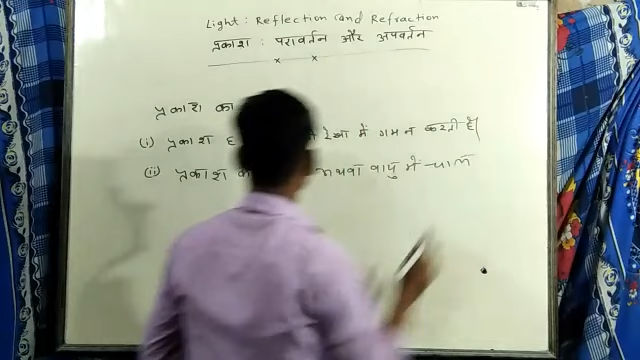 Light : Reflection and Refraction
प्रकाश : परावर्तन और अपवर्तन
x x
प्रकाश का
(i) प्रकाश रेखा में गमन करती है|
(ii) प्रकाश अथवा वायु में चाल